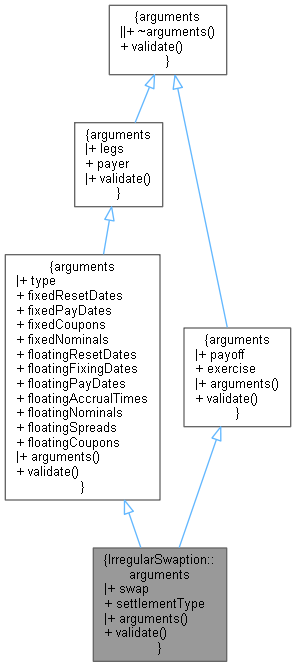 {arguments
||+ ~arguments()
+ validate()
}
{arguments
|+ legs
+ payer
|+ validate()
}
{arguments
|+ type
+ fixedResetDates
+ fixedPayDates
+ fixedCoupons
+ fixedNominals
+ floatingResetDates
+ floatingFixingDates
+ floatingPayDates
+ floatingAccrualTimes
+ floatingNominals
+ floatingSpreads
+ floatingCoupons
|+ arguments()
+ validate()
}
{arguments
|+ payoff
+ exercise
|+ arguments()
+ validate()
}
{IrregularSwaption::
arguments
|+ swap
+ settlementType
|+ arguments()
+ validate()
}